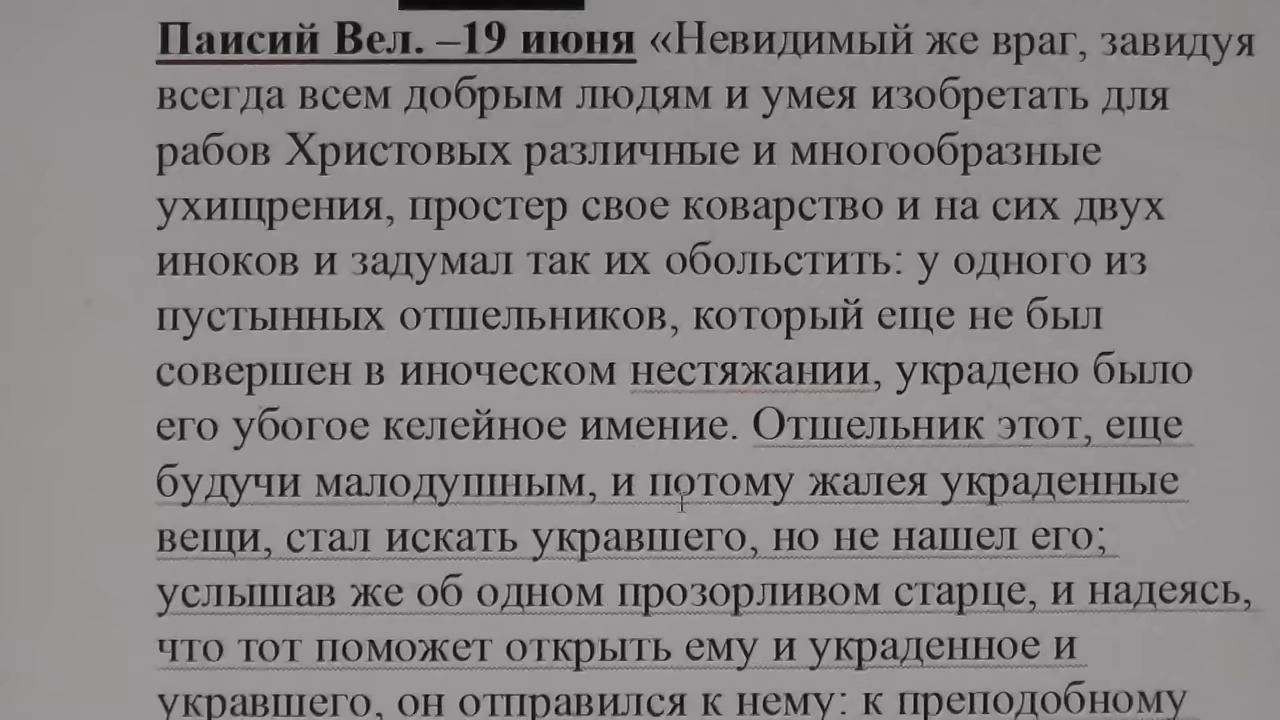 Паисий Вел. –19 июня «Невидимый же враг, завидуя
всегда всем добрым людям и умея изобретать для
рабов Христовых различные и многообразные
ухищрения, простер свое коварство и на сих двух
иноков и задумал так их обольстить: у одного из
пустынных отшельников, который еще не был
совершен в иноческом нестяжании, украдено было
его убогое келейное имение. Отшельник этот, еще
будучи малодушным, и потому жалея украденные
вещи, стал искать укравшего, но не нашел его;
услышав же об одном прозорливом старце, и надеясь,
что тот поможет открыть ему и украденное и
укравшего, он отправился к нему: к преподобному